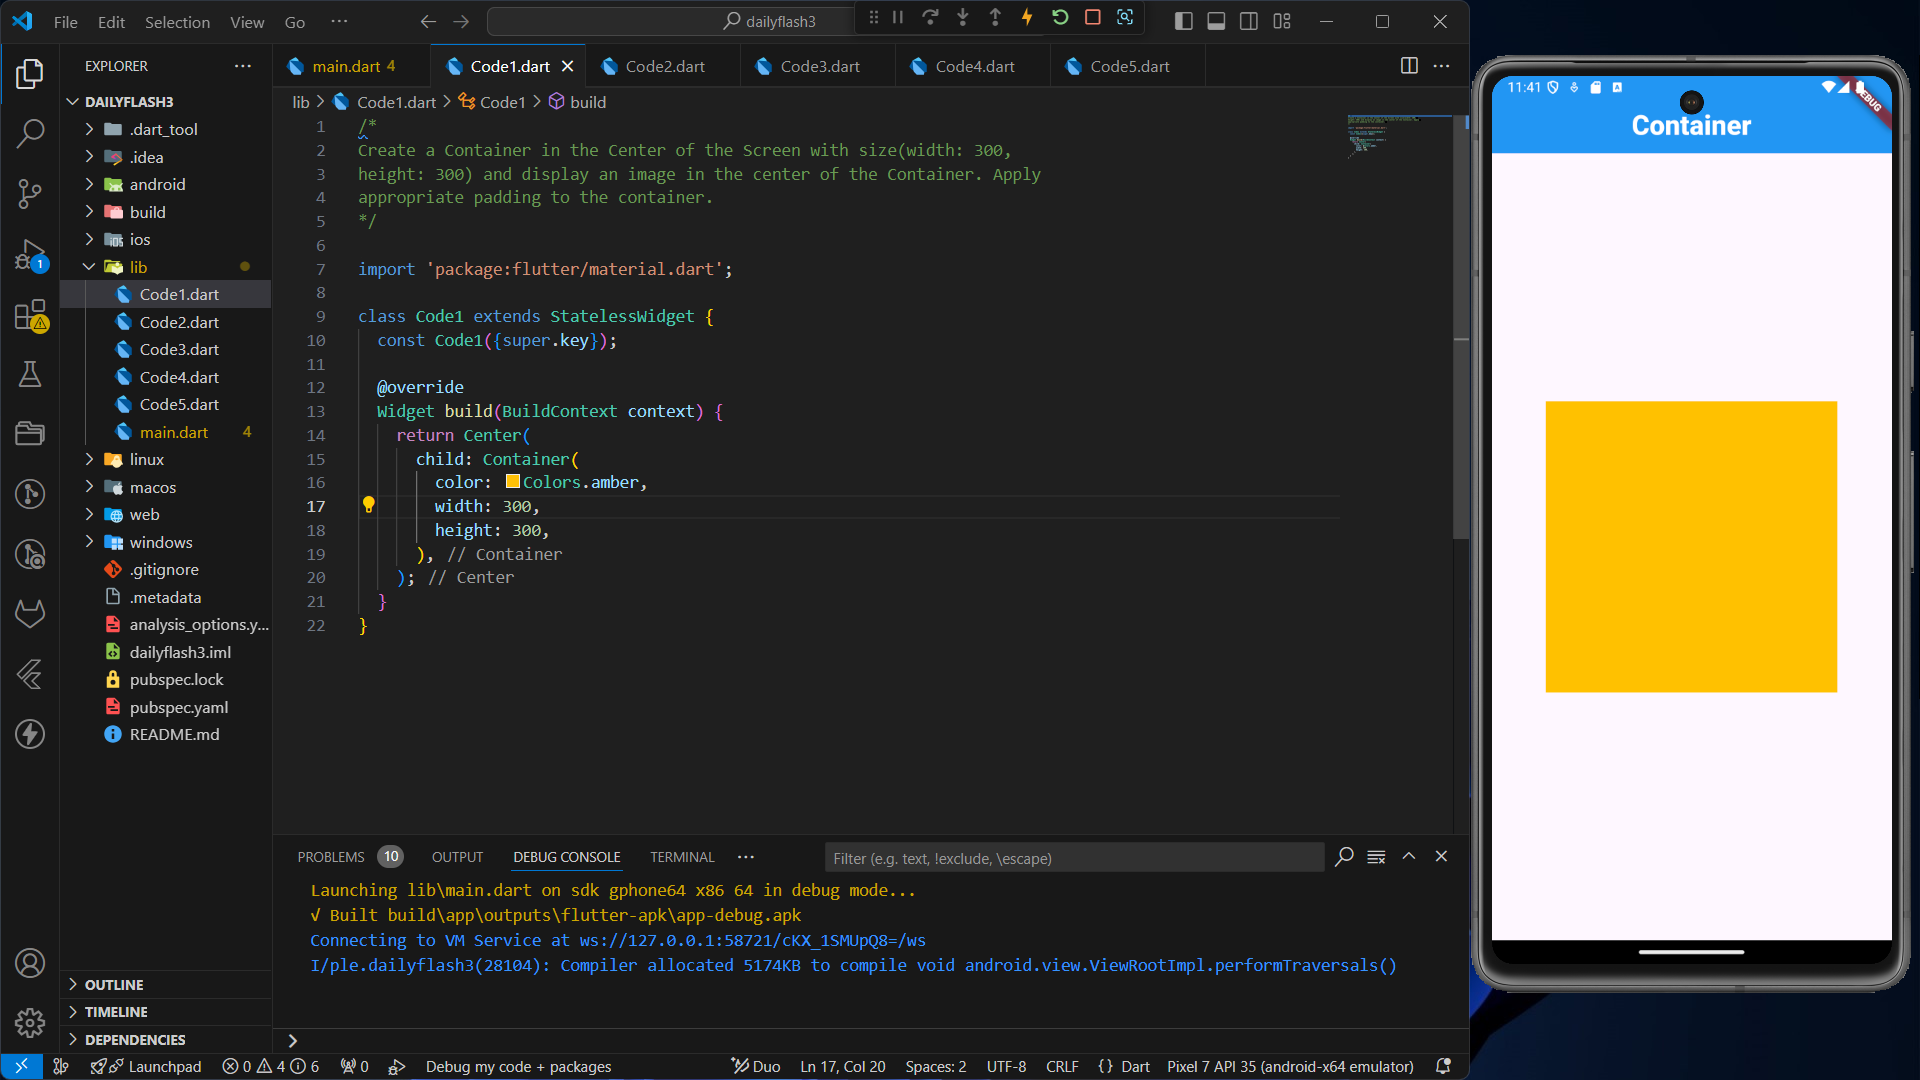 File Edit Selection View Go ···
dailyflash3
EXPLORER
DAILYFLASH3
.dart_tool
.idea
android
build
ios
lib
Code1.dart
Code2.dart
Code3.dart
Code4.dart
Code5.dart
main.dart 4
linux
macos
web
windows
.gitignore
.metadata
analysis_options.y...
dailyflash3.iml
pubspec.lock
pubspec.yaml
README.md
OUTLINE
TIMELINE
DEPENDENCIES
1
main.dart 4 Code1.dart Code2.dart Code3.dart Code4.dart Code5.dart
lib > Code1.dart > Code1 > build
1 /*
2 Create a Container in the Center of the Screen with size(width: 300,
3 height: 300) and display an image in the center of the Container. Apply
4 appropriate padding to the container.
5 */
6
7 import 'package:flutter/material.dart';
8
9 class Code1 extends StatelessWidget {
10 const Code1({super.key});
11
12 @override
13 Widget build(BuildContext context) {
14 return Center(
15 child: Container(
16 color: Colors.amber,
17 width: 300,
18 height: 300,
19 ), // Container
20 ); // Center
21 }
22 }
PROBLEMS 10 OUTPUT DEBUG CONSOLE TERMINAL ···
Filter (e.g. text, !exclude, \escape)
Launching lib\main.dart on sdk gphone64 x86 64 in debug mode...
√ Built build\app\outputs\flutter-apk\app-debug.apk
Connecting to VM Service at ws://127.0.0.1:58721/cKX_1SMUpQ8=/ws
I/ple.dailyflash3(28104): Compiler allocated 5174KB to compile void android.view.ViewRootImpl.performTraversals()
Launchpad 0 4 6 0 Debug my code + packages Duo Ln 17, Col 20 Spaces: 2 UTF-8 CRLF {} Dart Pixel 7 API 35 (android-x64 emulator)
11:41
DEBUG
Container